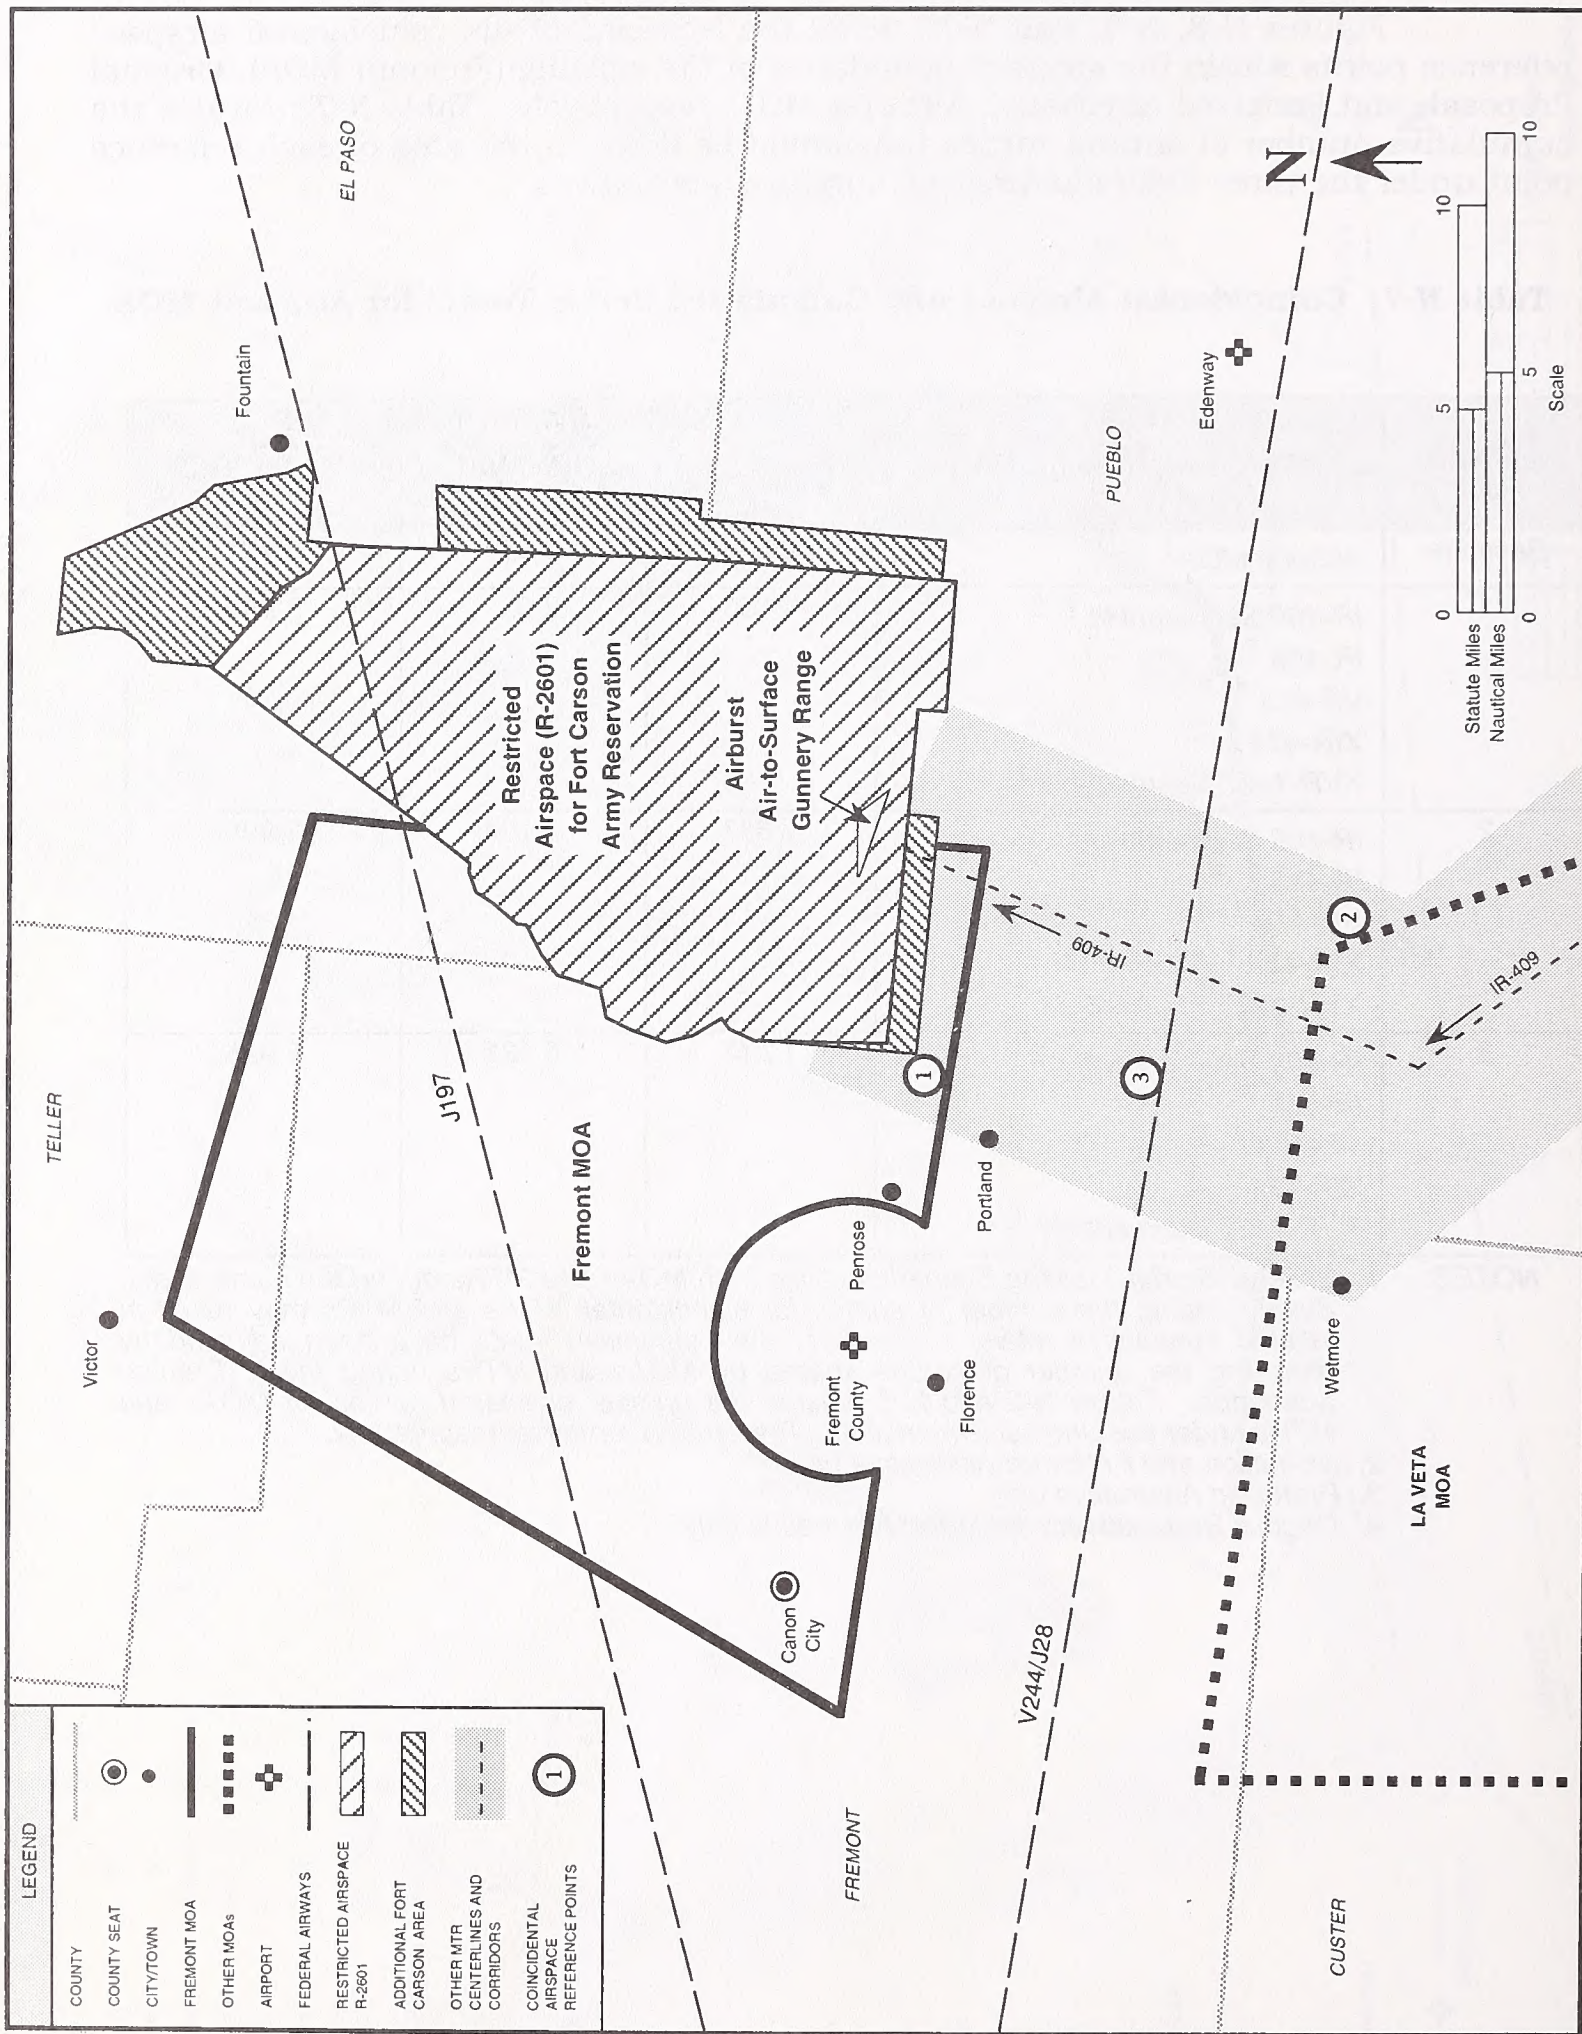 LEGEND
COUNTY
COUNTY SEAT
CITY/TOWN
FREMONT MOA
OTHER MOAs
AIRPORT
FEDERAL AIRWAYS
RESTRICTED AIRSPACE
R-2601
ADDITIONAL FORT
CARSON AREA
OTHER MTR
CENTERLINES AND
CORRIDORS
COINCIDENTAL
AIRSPACE
REFERENCE POINTS
1
TELLER
EL PASO
Victor
Fountain
J197
Restricted
Airspace (R-2601)
for Fort Carson
Army Reservation
Fremont MOA
Airburst
Air-to-Surface
Gunnery Range
Canon
City
Fremont
County
Penrose
Florence
Portland
1
IR-409
FREMONT
V244/J28
3
PUEBLO
Edenway
N
Wetmore
2
IR-409
CUSTER
LA VETA
MOA
0
5
10
Statute Miles
Nautical Miles
0
5
10
Scale